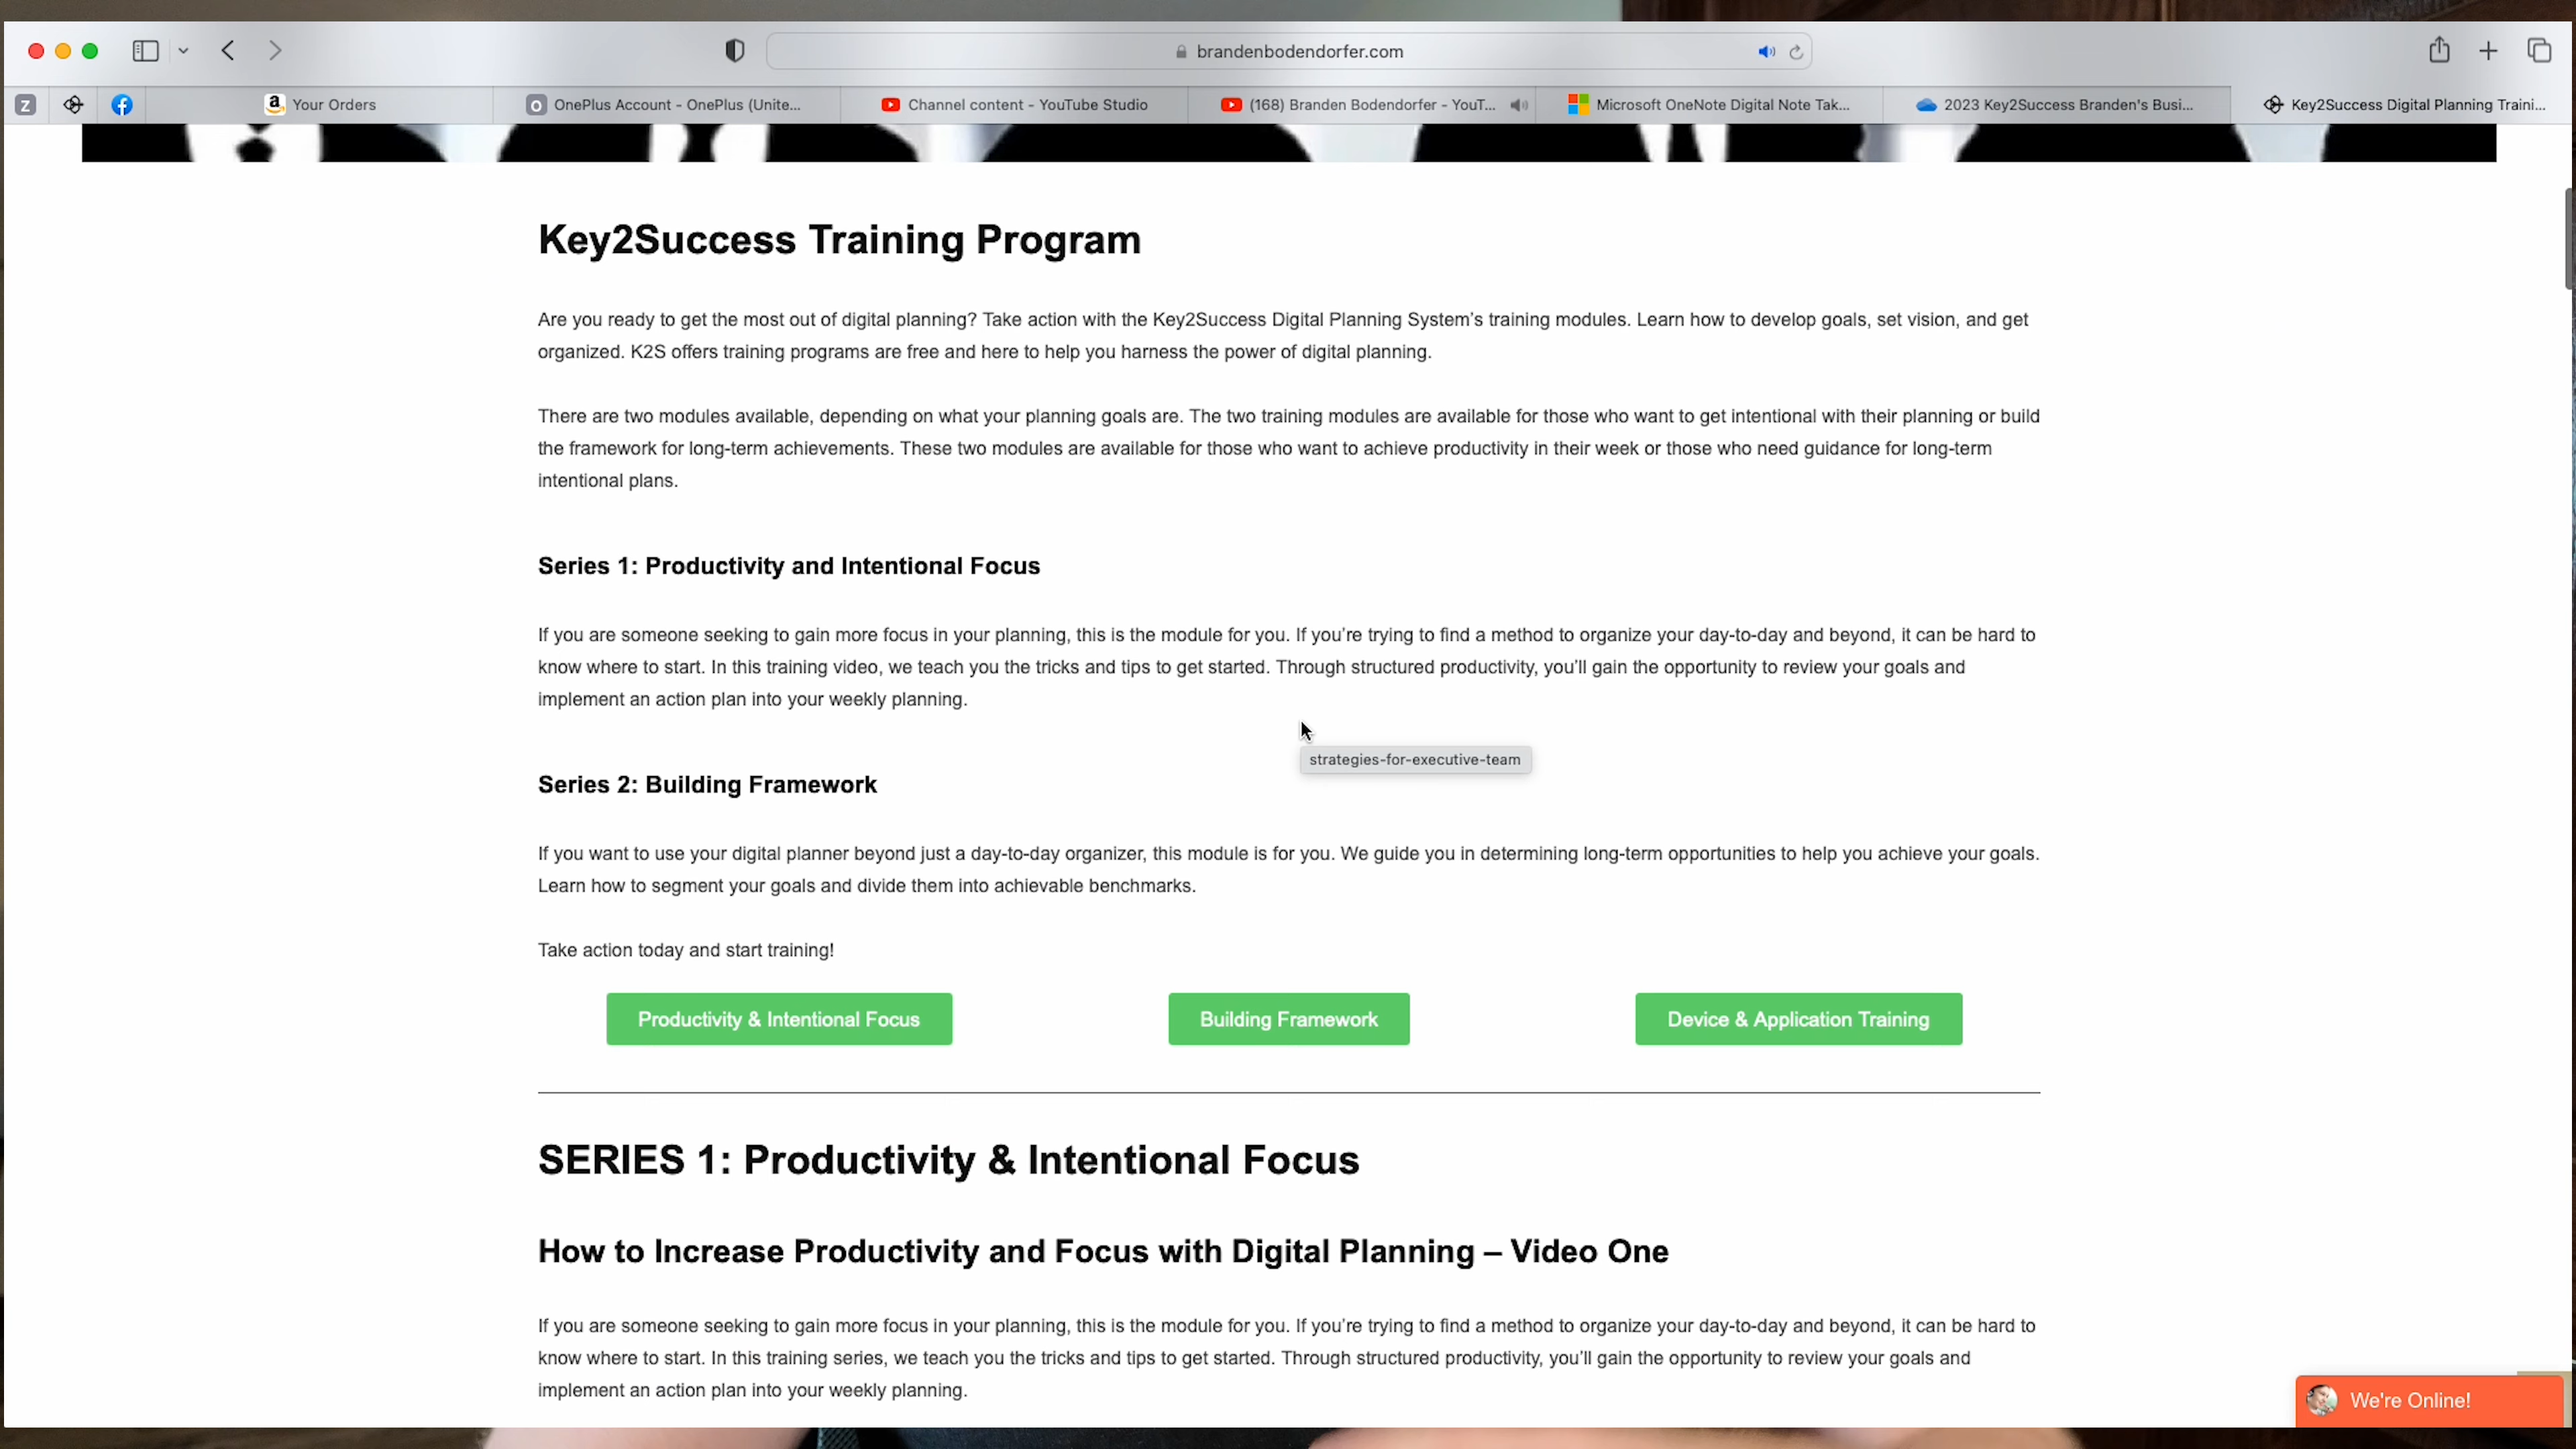 brandenbodendorfer.com
Z
Your Orders
O
OnePlus Account - OnePlus (Unite...
Channel content - YouTube Studio
(168) Branden Bodendorfer - YouT...
Microsoft OneNote Digital Note Tak...
2023 Key2Success Branden's Busi...
Key2Success Digital Planning Traini...
Key2Success Training Program
Are you ready to get the most out of digital planning? Take action with the Key2Success Digital Planning System’s training modules. Learn how to develop goals, set vision, and get
organized. K2S offers training programs are free and here to help you harness the power of digital planning.
There are two modules available, depending on what your planning goals are. The two training modules are available for those who want to get intentional with their planning or build
the framework for long-term achievements. These two modules are available for those who want to achieve productivity in their week or those who need guidance for long-term
intentional plans.
Series 1: Productivity and Intentional Focus
If you are someone seeking to gain more focus in your planning, this is the module for you. If you’re trying to find a method to organize your day-to-day and beyond, it can be hard to
know where to start. In this training video, we teach you the tricks and tips to get started. Through structured productivity, you’ll gain the opportunity to review your goals and
implement an action plan into your weekly planning.
strategies-for-executive-team
Series 2: Building Framework
If you want to use your digital planner beyond just a day-to-day organizer, this module is for you. We guide you in determining long-term opportunities to help you achieve your goals.
Learn how to segment your goals and divide them into achievable benchmarks.
Take action today and start training!
Productivity & Intentional Focus
Building Framework
Device & Application Training
SERIES 1: Productivity & Intentional Focus
How to Increase Productivity and Focus with Digital Planning – Video One
If you are someone seeking to gain more focus in your planning, this is the module for you. If you’re trying to find a method to organize your day-to-day and beyond, it can be hard to
know where to start. In this training series, we teach you the tricks and tips to get started. Through structured productivity, you’ll gain the opportunity to review your goals and
implement an action plan into your weekly planning.
We're Online!